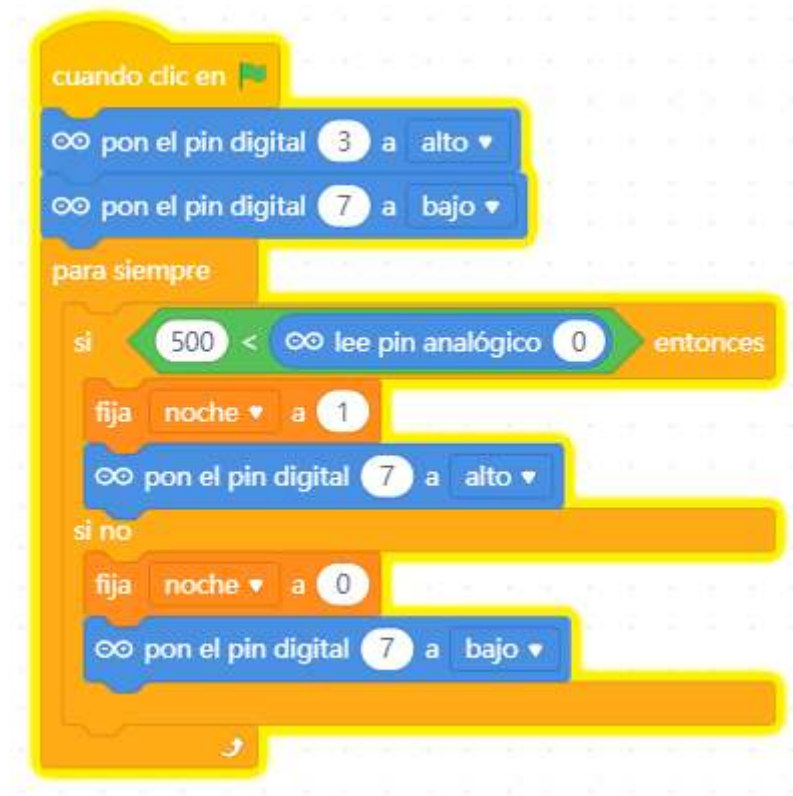 cuando clic en
pon el pin digital 3 a alto
pon el pin digital 7 a bajo
para siempre
si 500 < lee pin analógico 0 entonces
fija noche a 1
pon el pin digital 7 a alto
si no
fija noche a 0
pon el pin digital 7 a bajo